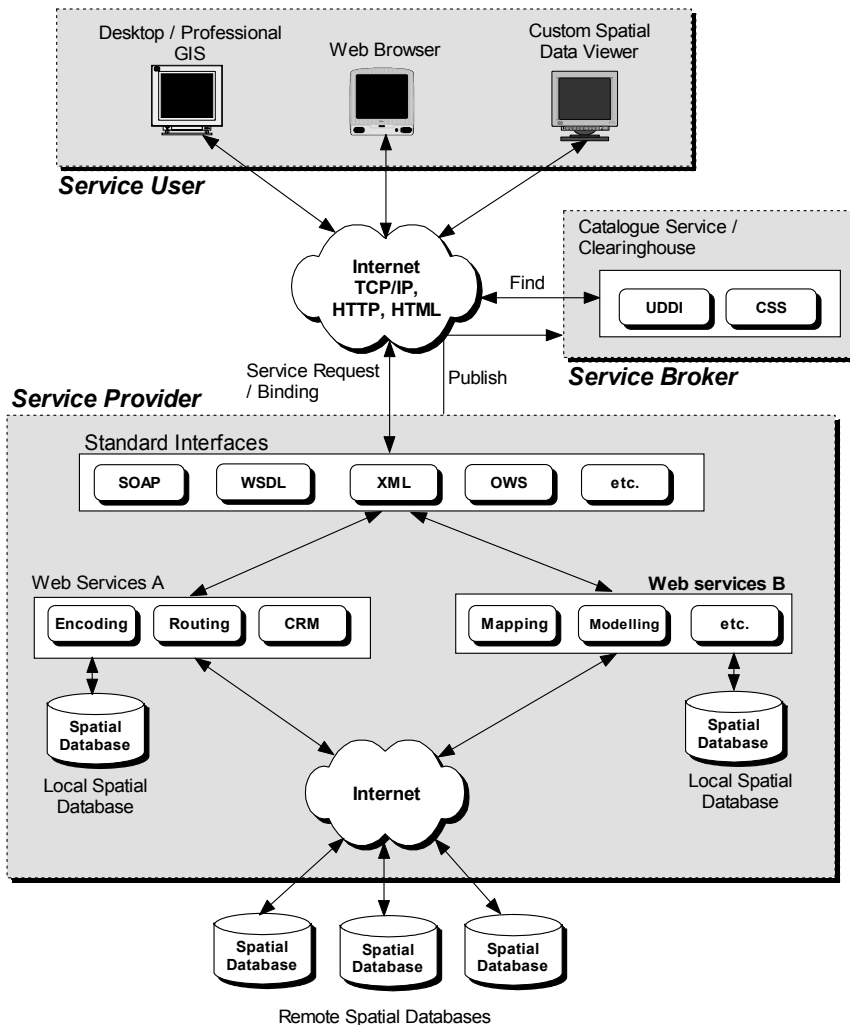 Desktop / Professional
GIS
Web Browser
Custom Spatial
Data Viewer
Service User
Internet
TCP/IP,
HTTP, HTML
Catalogue Service /
Clearinghouse
UDDI
CSS
Find
Service Broker
Service Request
/ Binding
Publish
Service Provider
Standard Interfaces
SOAP
WSDL
XML
OWS
etc.
Web Services A
Encoding
Routing
CRM
Web services B
Mapping
Modelling
etc.
Spatial
Database
Local Spatial
Database
Internet
Spatial
Database
Local Spatial
Database
Spatial
Database
Spatial
Database
Spatial
Database
Remote Spatial Databases